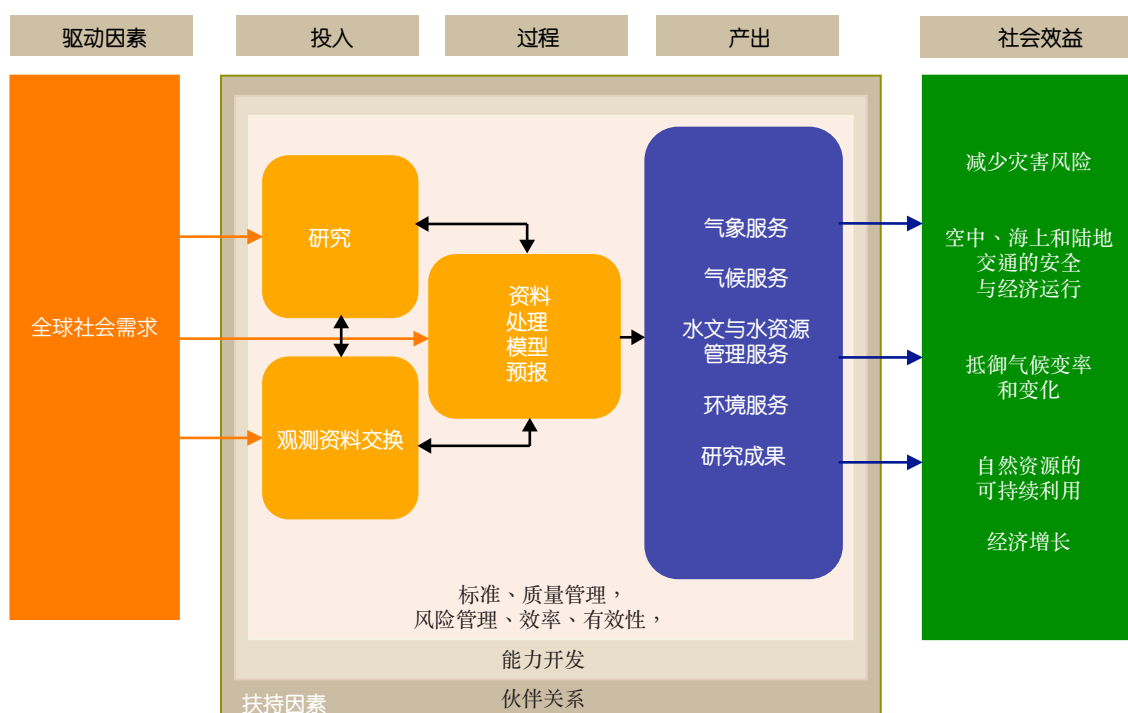 驱动因素
投入
过程
产出
社会效益
全球社会需求
研究
观测资料交换
资料
处理
模型
预报
气象服务
气候服务
水文与水资源
管理服务
环境服务
研究成果
减少灾害风险
空中、海上和陆地
交通的安全
与经济运行
抵御气候变率
和变化
自然资源的
可持续利用
经济增长
标准、质量管理，
风险管理、效率、有效性，
能力开发
伙伴关系
扶持因素